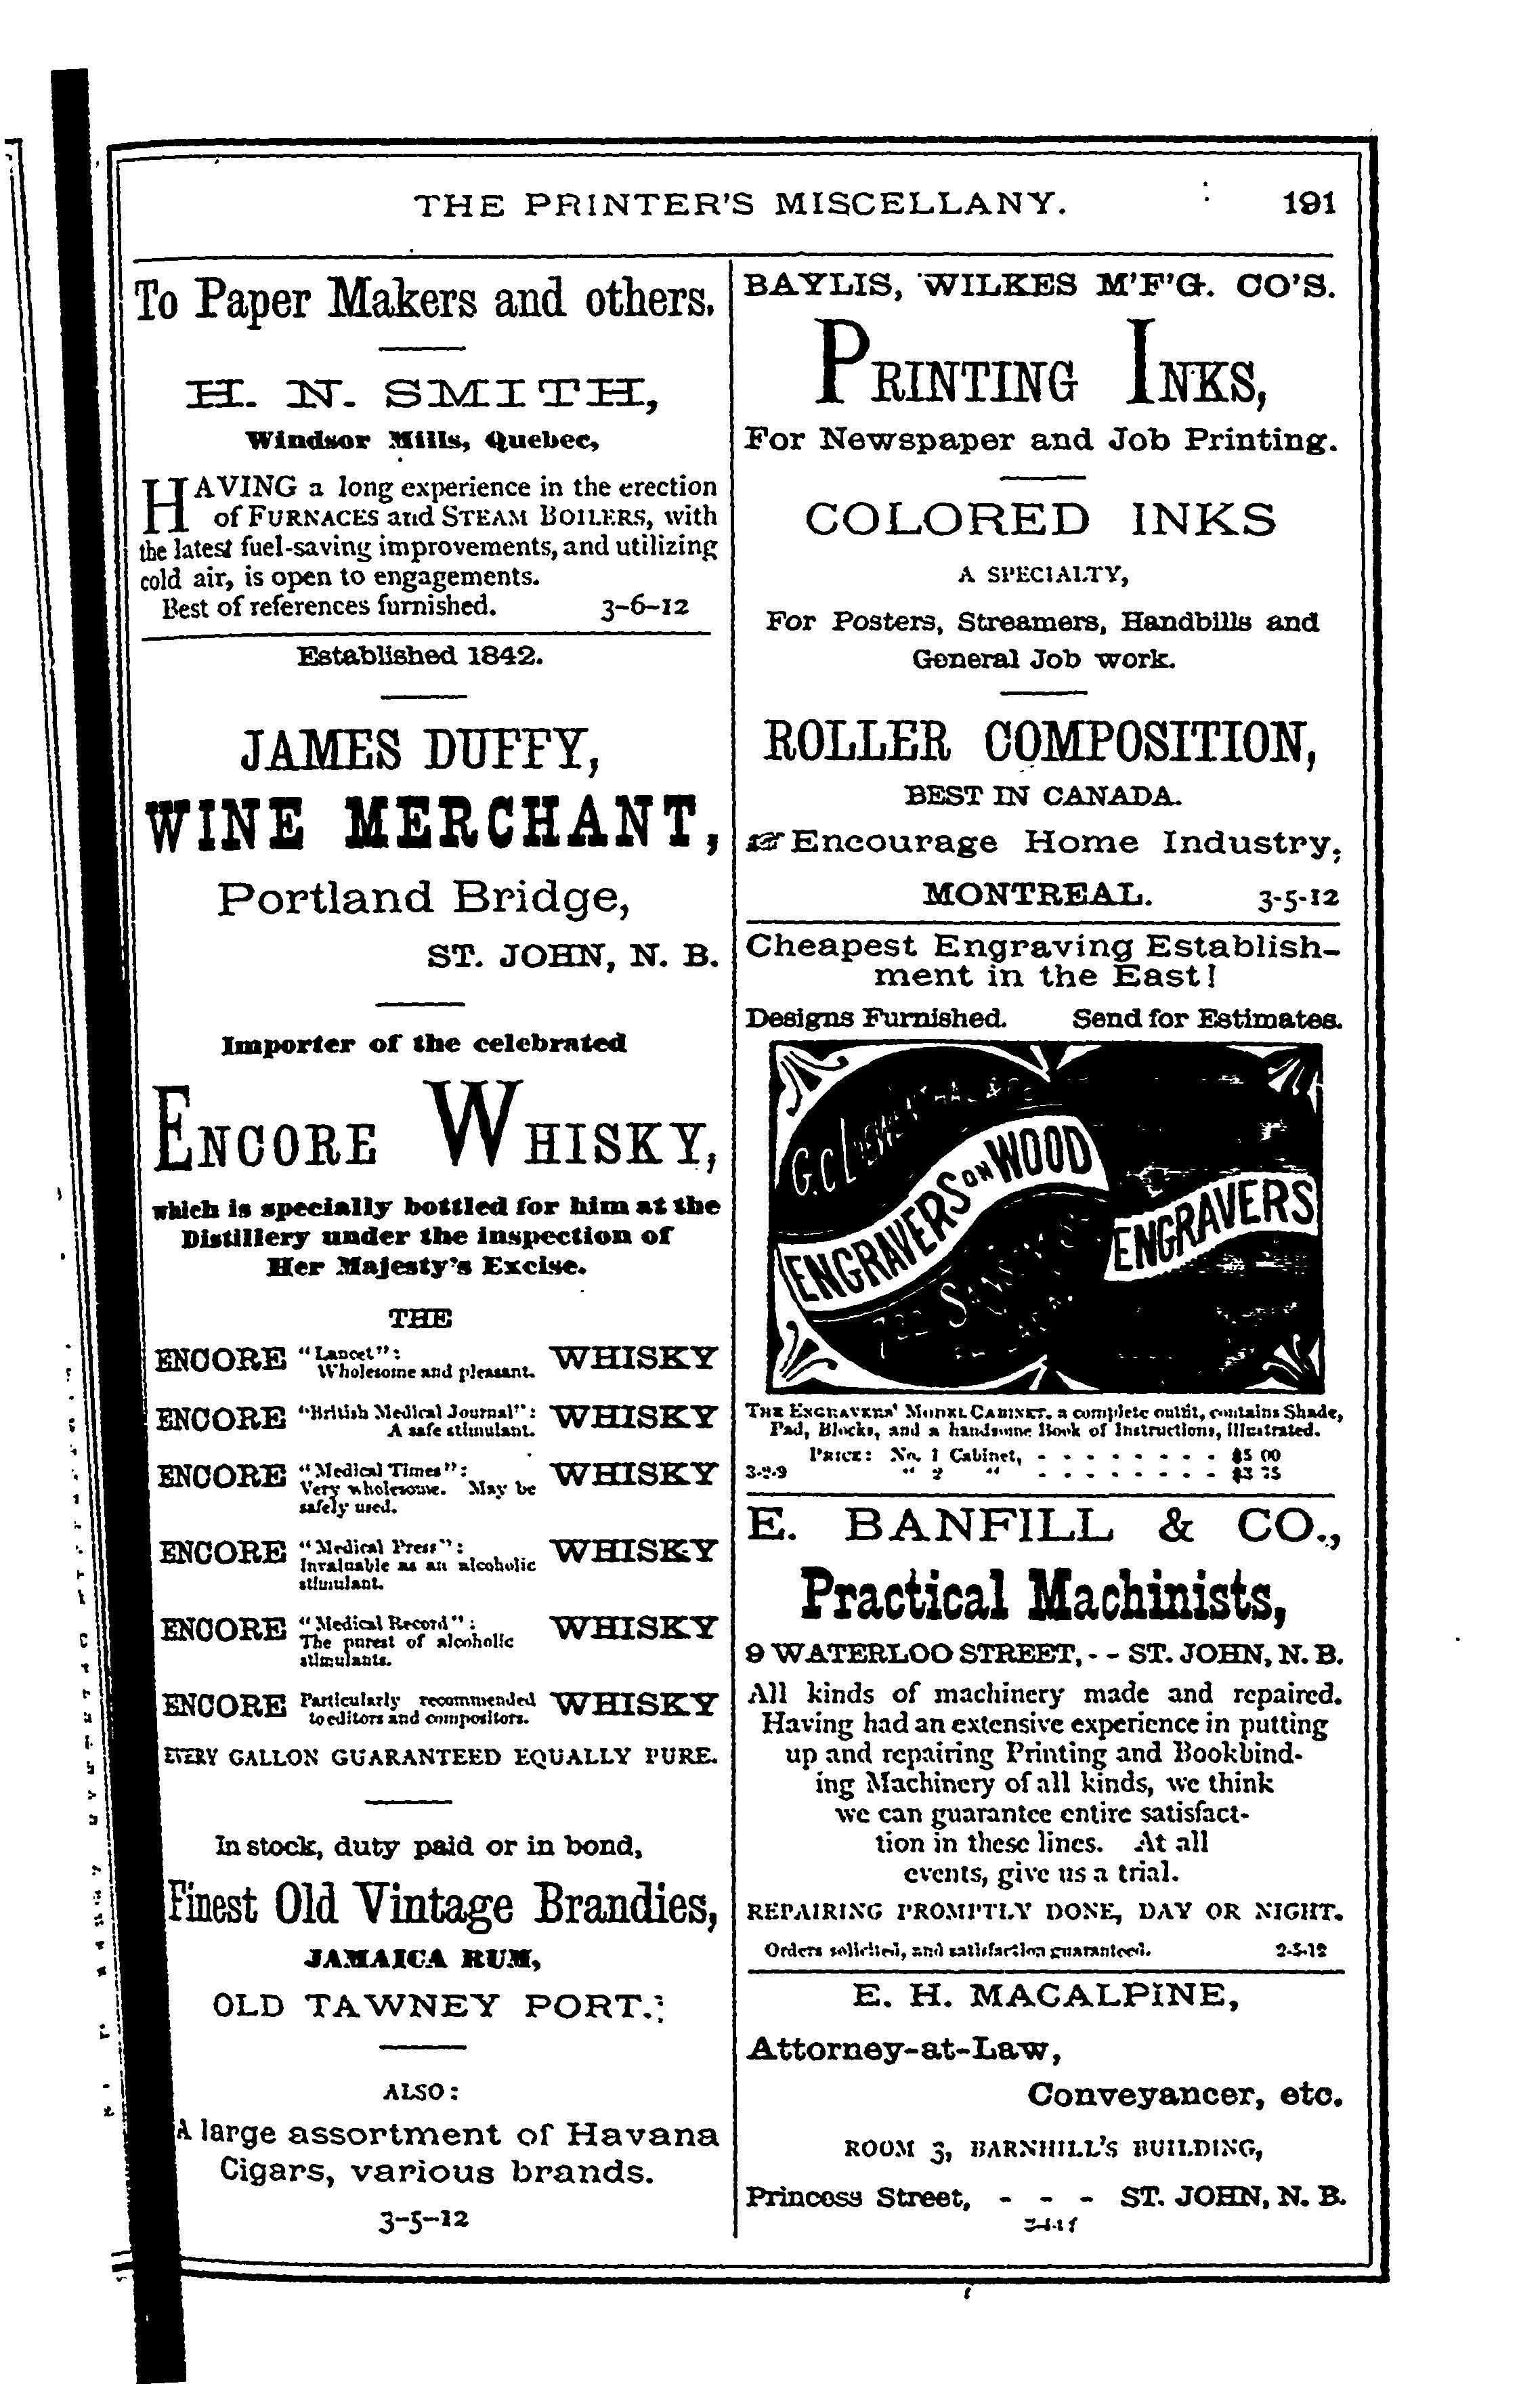 THE PRINTER'S MISCELLANY. 191
To Paper Makers and others.
H. N. SMITH,
Windsor Mills, Quebec,
HAVING a long experience in the erection
of FURNACES and STEAM BOILERS, with
the latest fuel-saving improvements, and utilizing
cold air, is open to engagements.
Best of references furnished. 3-6-12
Established 1842.
JAMES DUFFY,
WINE MERCHANT,
Portland Bridge,
ST. JOHN, N. B.
Importer of the celebrated
ENCORE WHISKY,
which is specially bottled for him at the
Distillery under the inspection of
Her Majesty's Excise.
THE
ENCORE "Lancet": WHISKY
Wholesome and pleasant.
ENCORE "British Medical Journal": WHISKY
A safe stimulant.
ENCORE "Medical Times": WHISKY
Very wholesome. May be
safely used.
ENCORE "Medical Press": WHISKY
Invaluable as an alcoholic
stimulant.
ENCORE "Medical Record": WHISKY
The purest of alcoholic
stimulants.
ENCORE Particularly recommended WHISKY
to editors and compositors.
EVERY GALLON GUARANTEED EQUALLY PURE.
In stock, duty paid or in bond,
Finest Old Vintage Brandies,
JAMAICA RUM,
OLD TAWNEY PORT.
ALSO:
A large assortment of Havana
Cigars, various brands.
3-5-12
BAYLIS, WILKES M'F'G. CO'S.
PRINTING INKS,
For Newspaper and Job Printing.
COLORED INKS
A SPECIALTY,
For Posters, Streamers, Handbills and
General Job work.
ROLLER COMPOSITION,
BEST IN CANADA.
☞Encourage Home Industry,
MONTREAL. 3-5-12
Cheapest Engraving Establish-
ment in the East!
Designs Furnished. Send for Estimates.
G.C.
ENGRAVERS ON WOOD
ENGRAVERS
THE ENGRAVERS' MODEL CABINET, a complete outfit, contains Shade,
Pad, Blocks, and a handsome Book of Instructions, illustrated.
PRICE: No. 1 Cabinet, - - - - - - - - $5 00
3-2-9 " 2 " - - - - - - - - $3 75
E. BANFILL & CO.,
Practical Machinists,
9 WATERLOO STREET, - - ST. JOHN, N. B.
All kinds of machinery made and repaired.
Having had an extensive experience in putting
up and repairing Printing and Bookbind-
ing Machinery of all kinds, we think
we can guarantee entire satisfact-
tion in these lines. At all
events, give us a trial.
REPAIRING PROMPTLY DONE, DAY OR NIGHT.
Orders solicited, and satisfaction guaranteed. 2-5-12
E. H. MACALPINE,
Attorney-at-Law,
Conveyancer, etc.
ROOM 3, BARNHILL'S BUILDING,
Princess Street, - - - ST. JOHN, N. B.